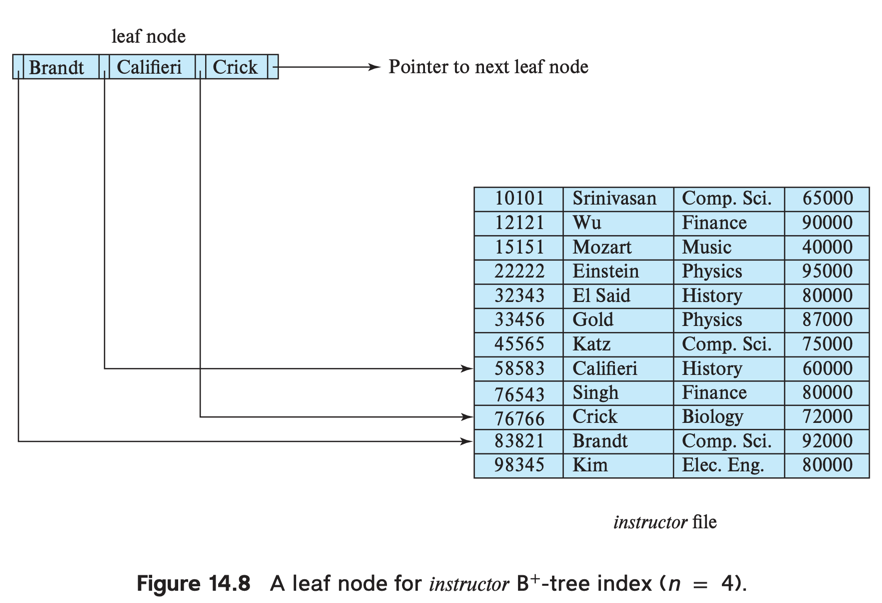 leaf node
Brandt Califieri Crick Pointer to next leaf node
10101 Srinivasan Comp. Sci. 65000
12121 Wu Finance 90000
15151 Mozart Music 40000
22222 Einstein Physics 95000
32343 El Said History 80000
33456 Gold Physics 87000
45565 Katz Comp. Sci. 75000
58583 Califieri History 60000
76543 Singh Finance 80000
76766 Crick Biology 72000
83821 Brandt Comp. Sci. 92000
98345 Kim Elec. Eng. 80000
instructor file
Figure 14.8 A leaf node for instructor B⁺-tree index (n = 4).